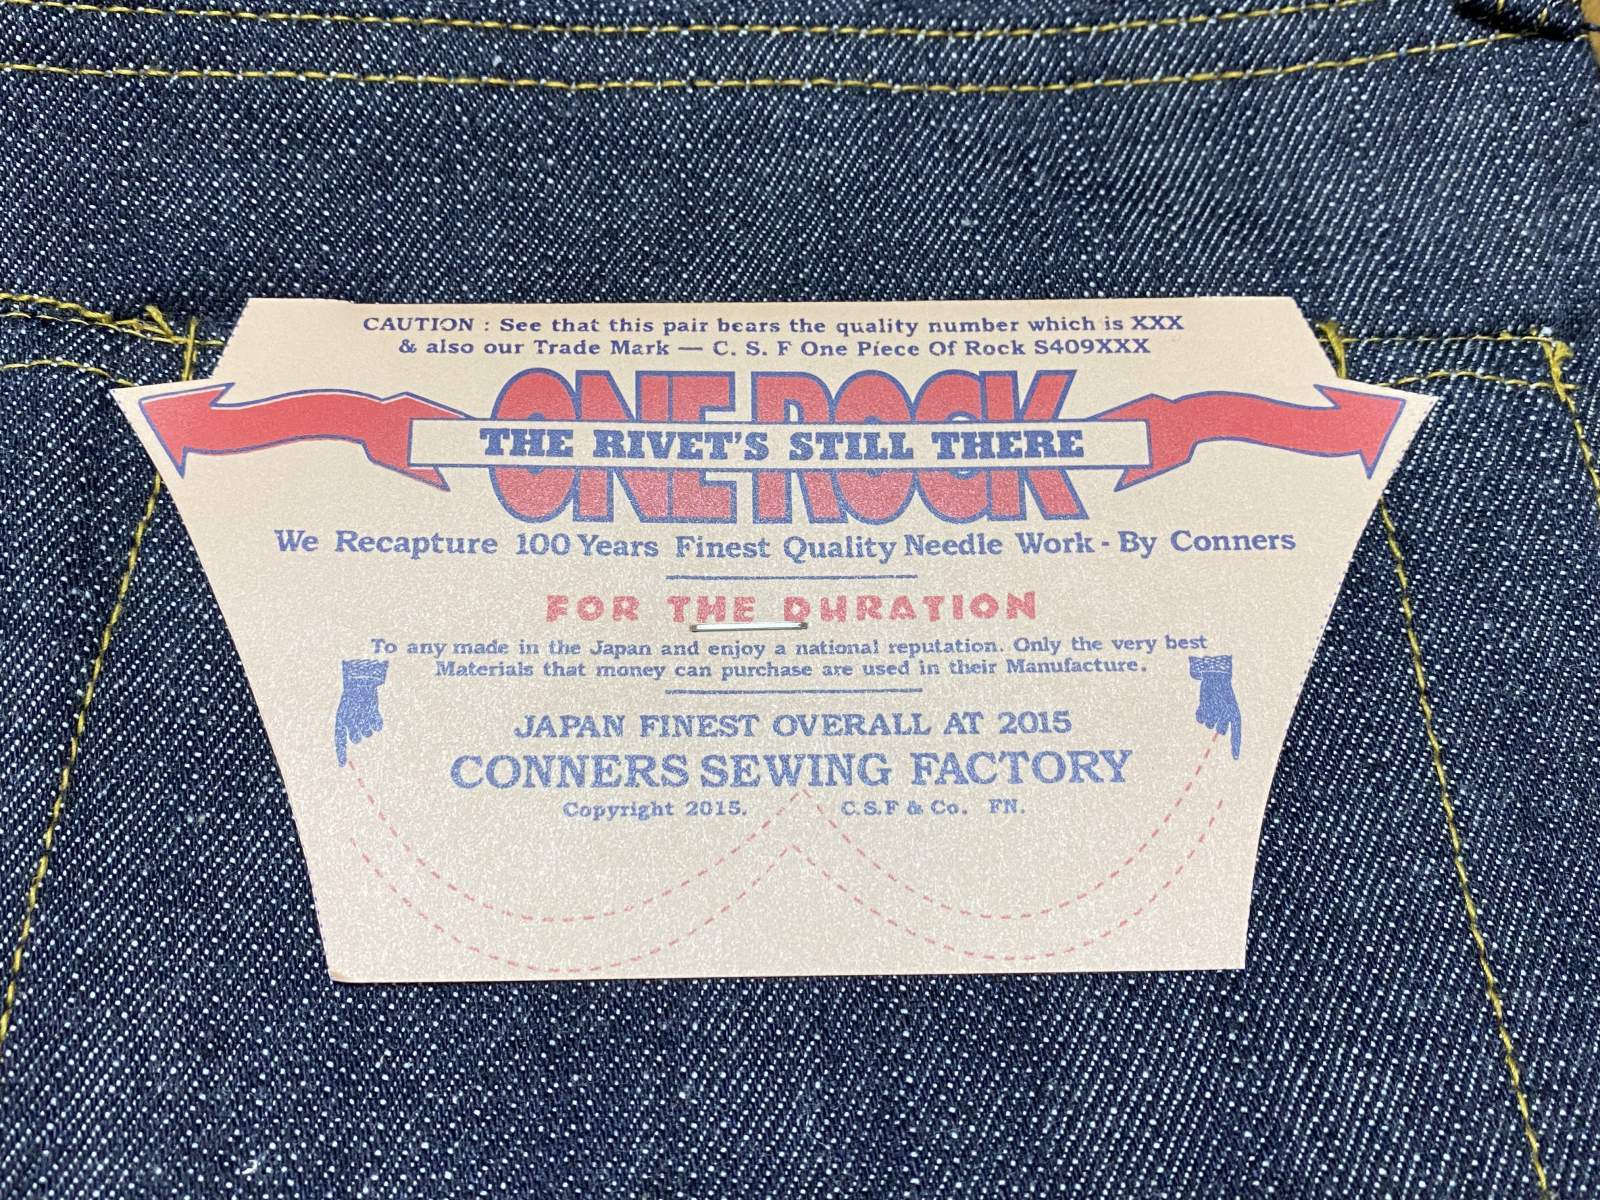 CAUTION : See that this pair bears the quality number which is XXX
& also our Trade Mark — C. S. F One Piece Of Rock S409XXX
ONE ROCK
THE RIVET'S STILL THERE
We Recapture 100 Years Finest Quality Needle Work - By Conners
FOR THE DURATION
To any made in the Japan and enjoy a national reputation. Only the very best
Materials that money can purchase are used in their Manufacture.
JAPAN FINEST OVERALL AT 2015
CONNERS SEWING FACTORY
Copyright 2015. C.S.F & Co. FN.